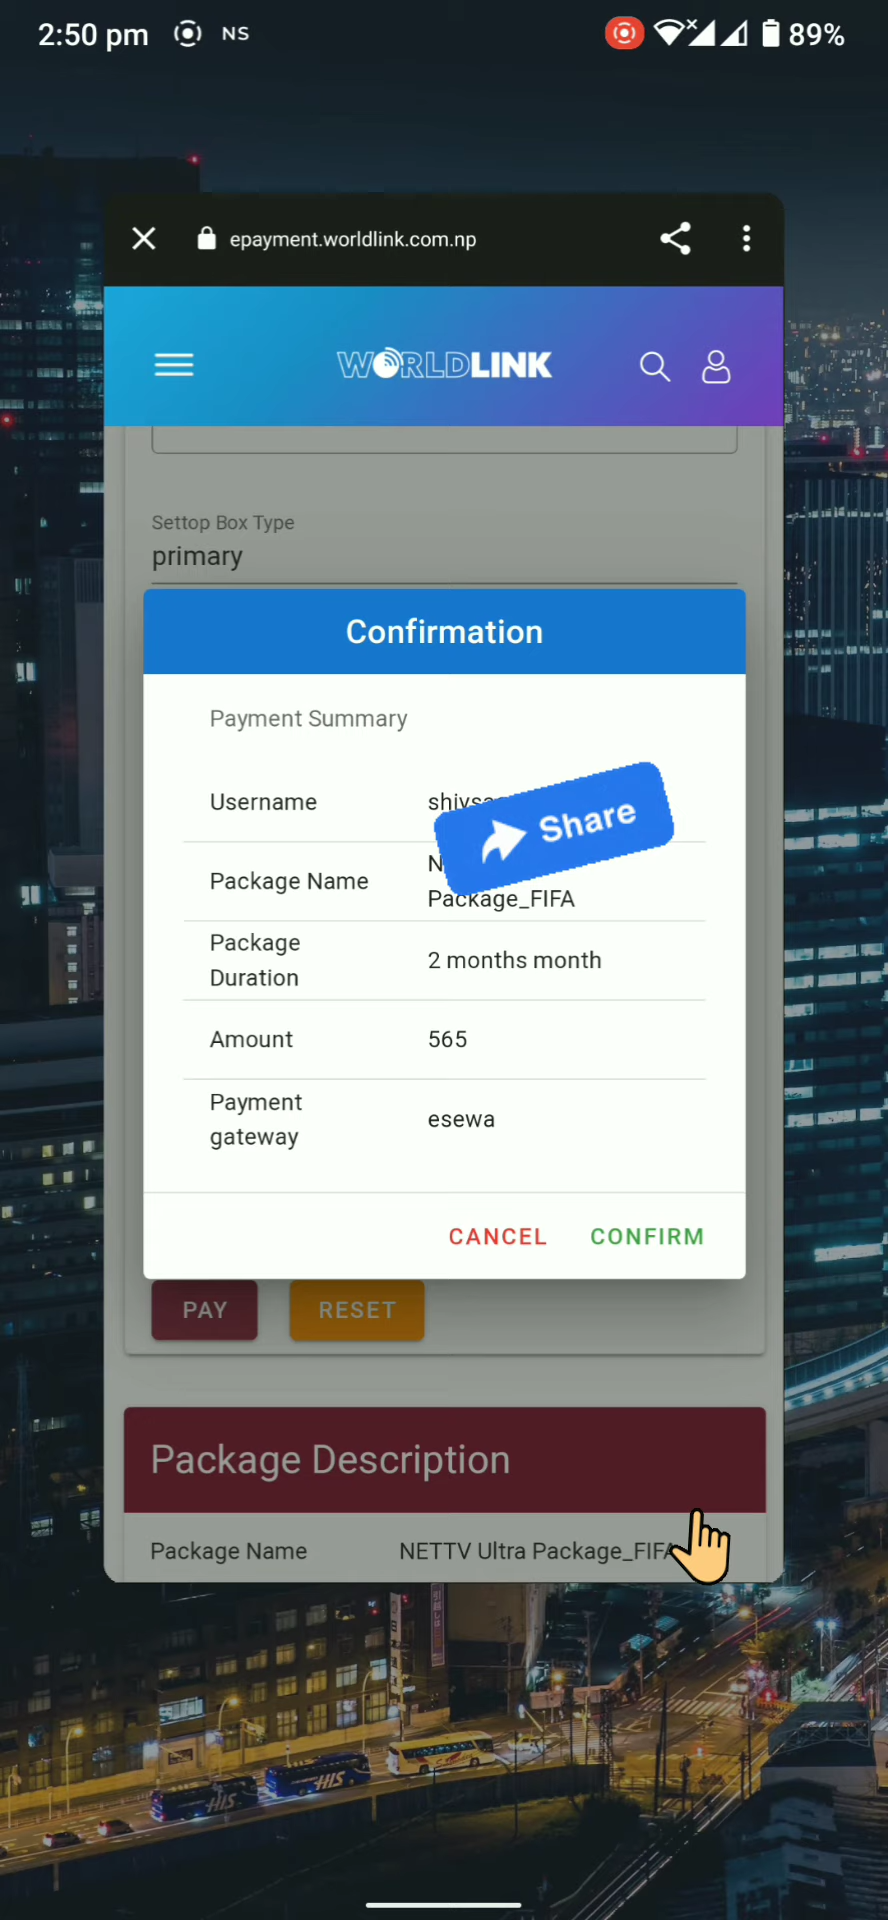 2:50 pm NS 89%
epayment.worldlink.com.np
WORLDLINK
Settop Box Type
primary
Confirmation
Payment Summary
Username
Share
Package Name
Package_FIFA
Package Duration
2 months month
Amount 565
Payment gateway
esewa
CANCEL CONFIRM
PAY RESET
Package Description
Package Name NETTV Ultra Package_FIFA
HIS
HIS